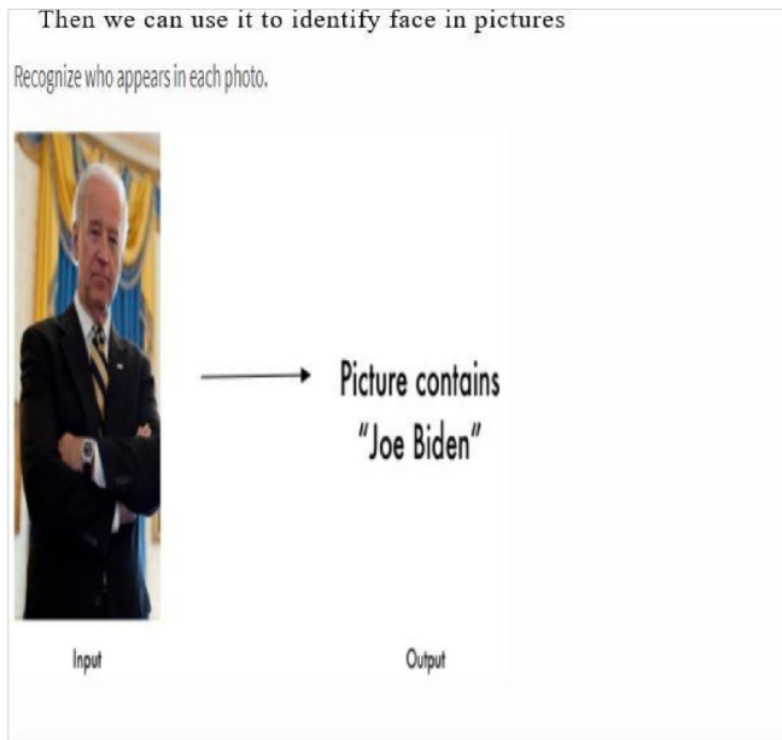 Then we can use it to identify face in pictures
Recognize who appears in each photo.
Picture contains
“Joe Biden”
Input
Output